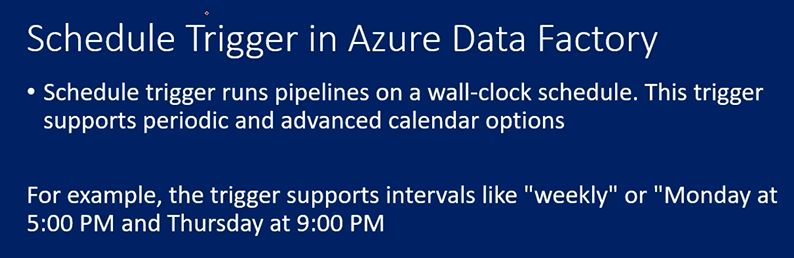 Schedule Trigger in Azure Data Factory
• Schedule trigger runs pipelines on a wall-clock schedule. This trigger
supports periodic and advanced calendar options
For example, the trigger supports intervals like "weekly" or "Monday at
5:00 PM and Thursday at 9:00 PM